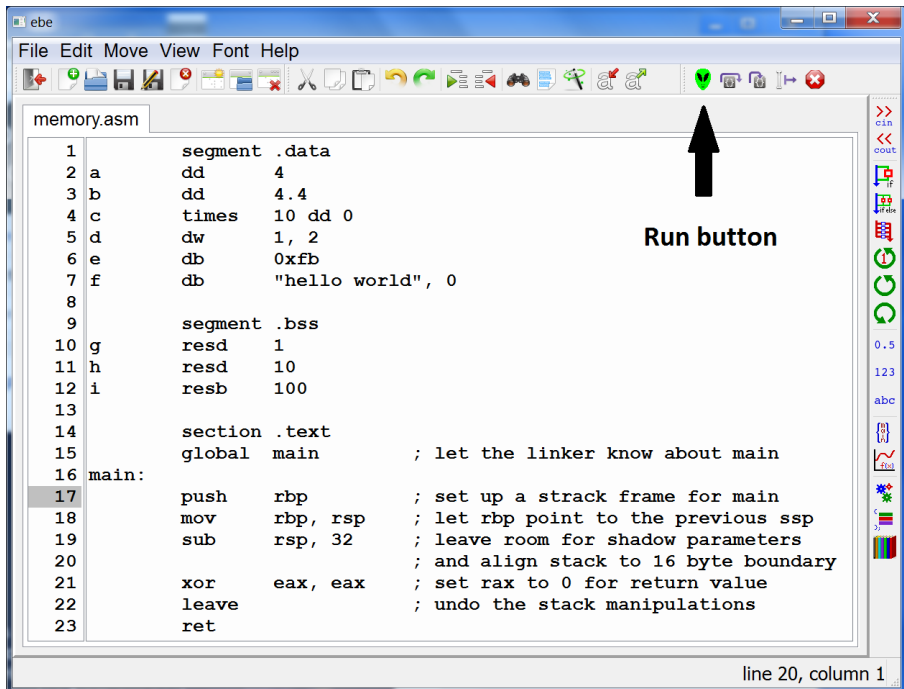 ebe
File Edit Move View Font Help
memory.asm
1 segment .data
2 a dd 4
3 b dd 4.4
4 c times 10 dd 0
5 d dw 1, 2
6 e db 0xfb
7 f db "hello world", 0
8
9 segment .bss
10 g resd 1
11 h resd 10
12 i resb 100
13
14 section .text
15 global main ; let the linker know about main
16 main:
17 push rbp ; set up a strack frame for main
18 mov rbp, rsp ; let rbp point to the previous ssp
19 sub rsp, 32 ; leave room for shadow parameters
20 ; and align stack to 16 byte boundary
21 xor eax, eax ; set rax to 0 for return value
22 leave ; undo the stack manipulations
23 ret
Run button
cin
cout
if
if else
1
0.5
123
abc
f(x)
line 20, column 1